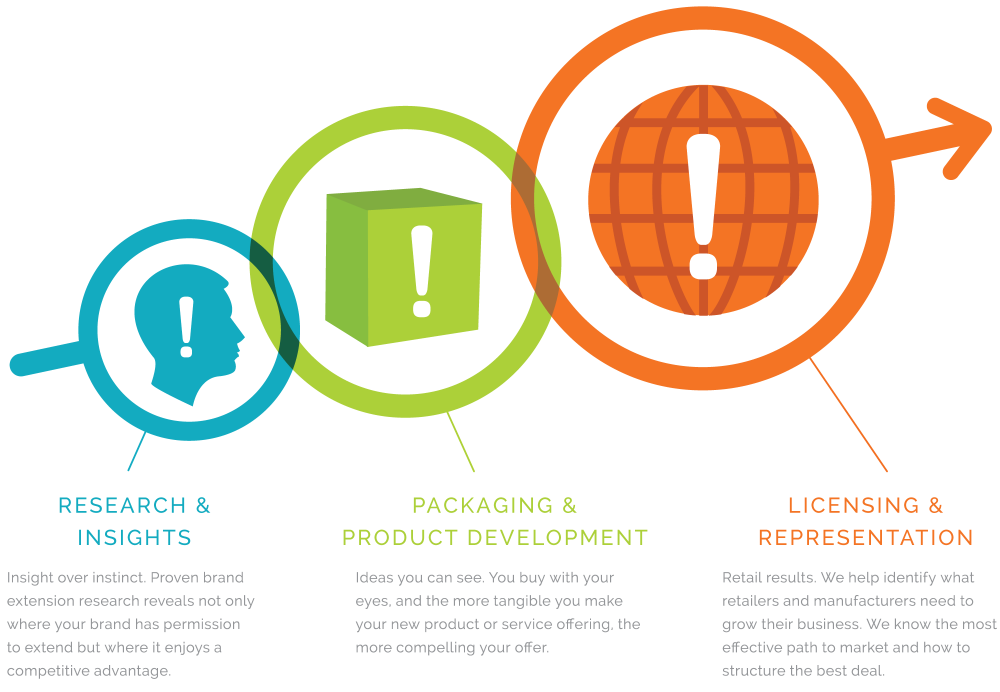 RESEARCH &
INSIGHTS
Insight over instinct. Proven brand
extension research reveals not only
where your brand has permission
to extend but where it enjoys a
competitive advantage.
PACKAGING &
PRODUCT DEVELOPMENT
Ideas you can see. You buy with your
eyes, and the more tangible you make
your new product or service offering, the
more compelling your offer.
LICENSING &
REPRESENTATION
Retail results. We help identify what
retailers and manufacturers need to
grow their business. We know the most
effective path to market and how to
structure the best deal.